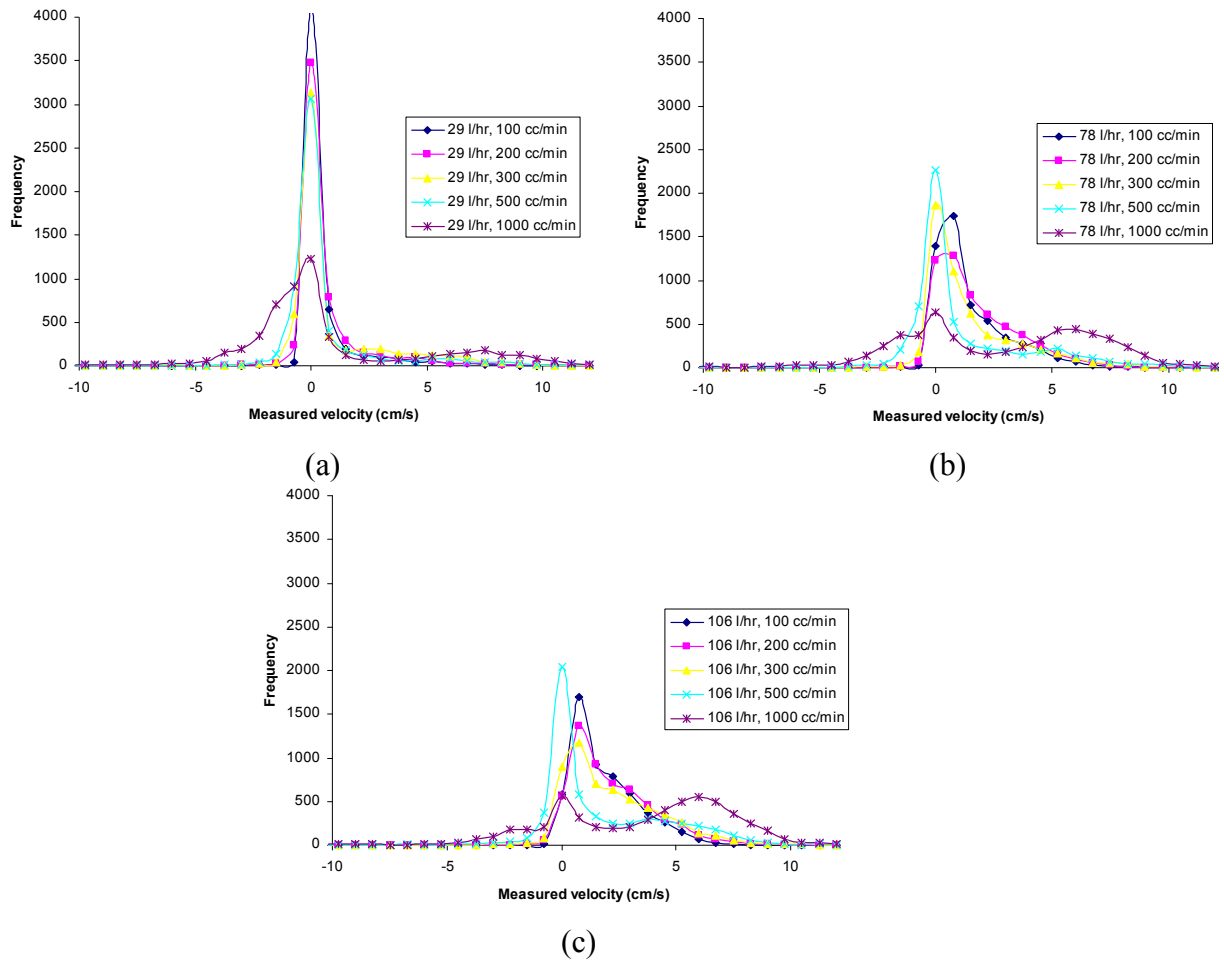 4000
3500
3000
2500
2000
1500
1000
500
0
Frequency
-10 -5 0 5 10
Measured velocity (cm/s)
29 l/hr, 100 cc/min
29 l/hr, 200 cc/min
29 l/hr, 300 cc/min
29 l/hr, 500 cc/min
29 l/hr, 1000 cc/min
(a)
4000
3500
3000
2500
2000
1500
1000
500
0
Frequency
-10 -5 0 5 10
Measured velocity (cm/s)
78 l/hr, 100 cc/min
78 l/hr, 200 cc/min
78 l/hr, 300 cc/min
78 l/hr, 500 cc/min
78 l/hr, 1000 cc/min
(b)
4000
3500
3000
2500
2000
1500
1000
500
0
Frequency
-10 -5 0 5 10
Measured velocity (cm/s)
106 l/hr, 100 cc/min
106 l/hr, 200 cc/min
106 l/hr, 300 cc/min
106 l/hr, 500 cc/min
106 l/hr, 1000 cc/min
(c)